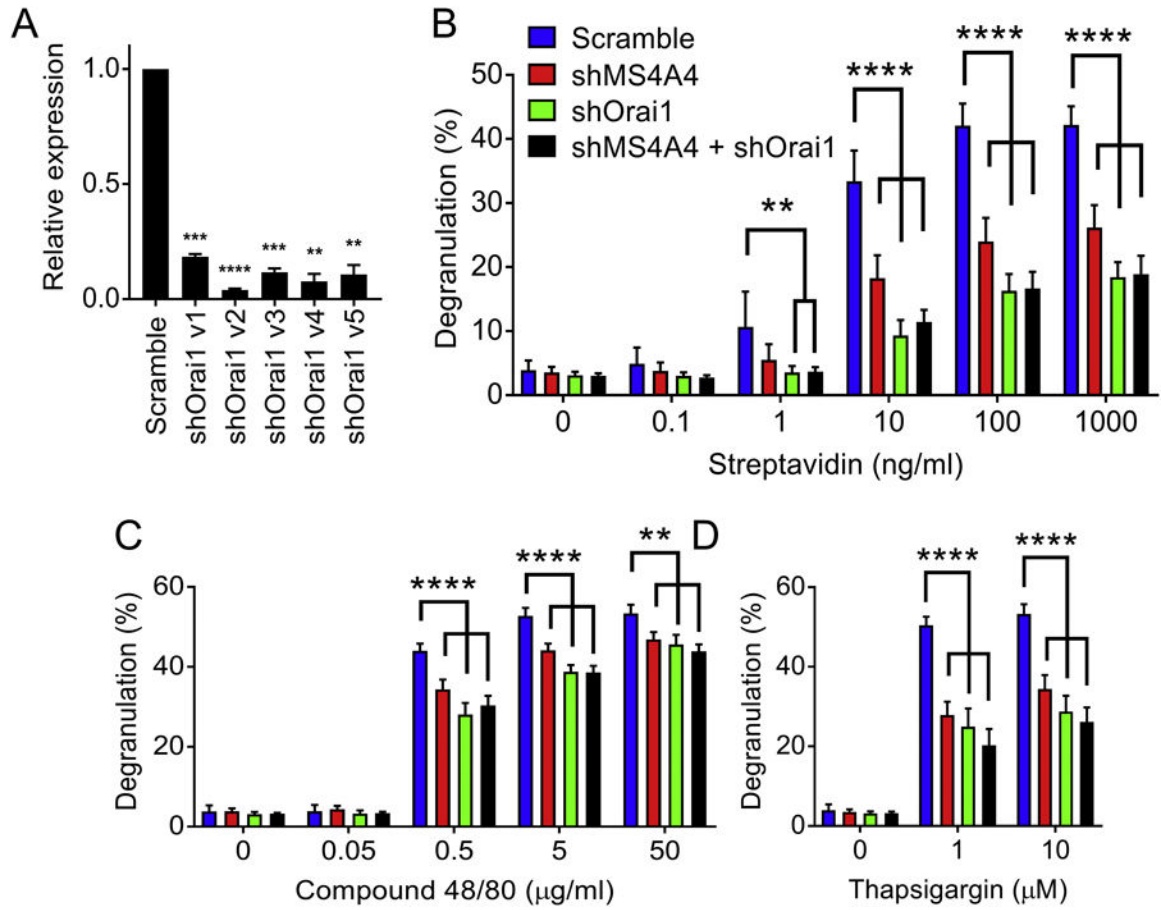 A
Relative expression
1.0
0.5
0.0
***
****
***
**
**
Scramble
shOrai1 v1
shOrai1 v2
shOrai1 v3
shOrai1 v4
shOrai1 v5
B
Scramble
shMS4A4
shOrai1
shMS4A4 + shOrai1
Degranulation (%)
50
40
30
20
10
0
**
****
****
****
0 0.1 1 10 100 1000
Streptavidin (ng/ml)
C
Degranulation (%)
60
40
20
0
****
****
**
0 0.05 0.5 5 50
Compound 48/80 (μg/ml)
D
Degranulation (%)
60
40
20
0
****
****
0 1 10
Thapsigargin (μM)